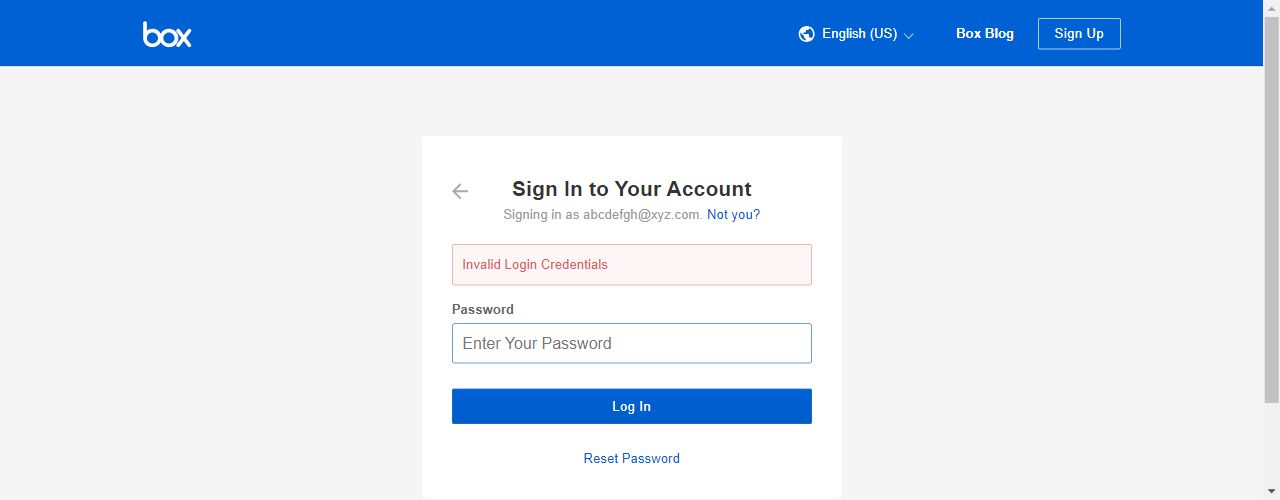 box
English (US)
Box Blog
Sign Up
Sign In to Your Account
Signing in as abcdefgh@xyz.com. Not you?
Invalid Login Credentials
Password
Enter Your Password
Log In
Reset Password